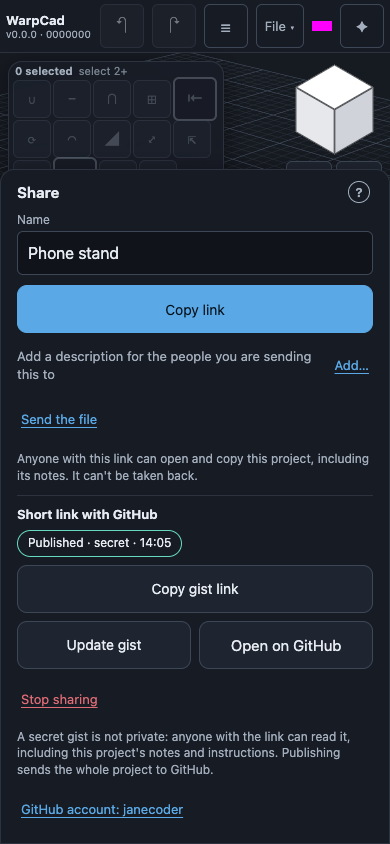 WarpCad
v0.0.0 · 0000000
File
0 selected select 2+
Share
?
Name
Phone stand
Copy link
Add a description for the people you are sending
this to
Add...
Send the file
Anyone with this link can open and copy this project, including
its notes. It can't be taken back.
Short link with GitHub
Published · secret · 14:05
Copy gist link
Update gist
Open on GitHub
Stop sharing
A secret gist is not private: anyone with the link can read it,
including this project's notes and instructions. Publishing
sends the whole project to GitHub.
GitHub account: janecoder